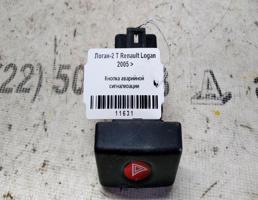 Логан-2 Т Renault Logan
2005 >
Кнопка аварийной
сигнализации
11631